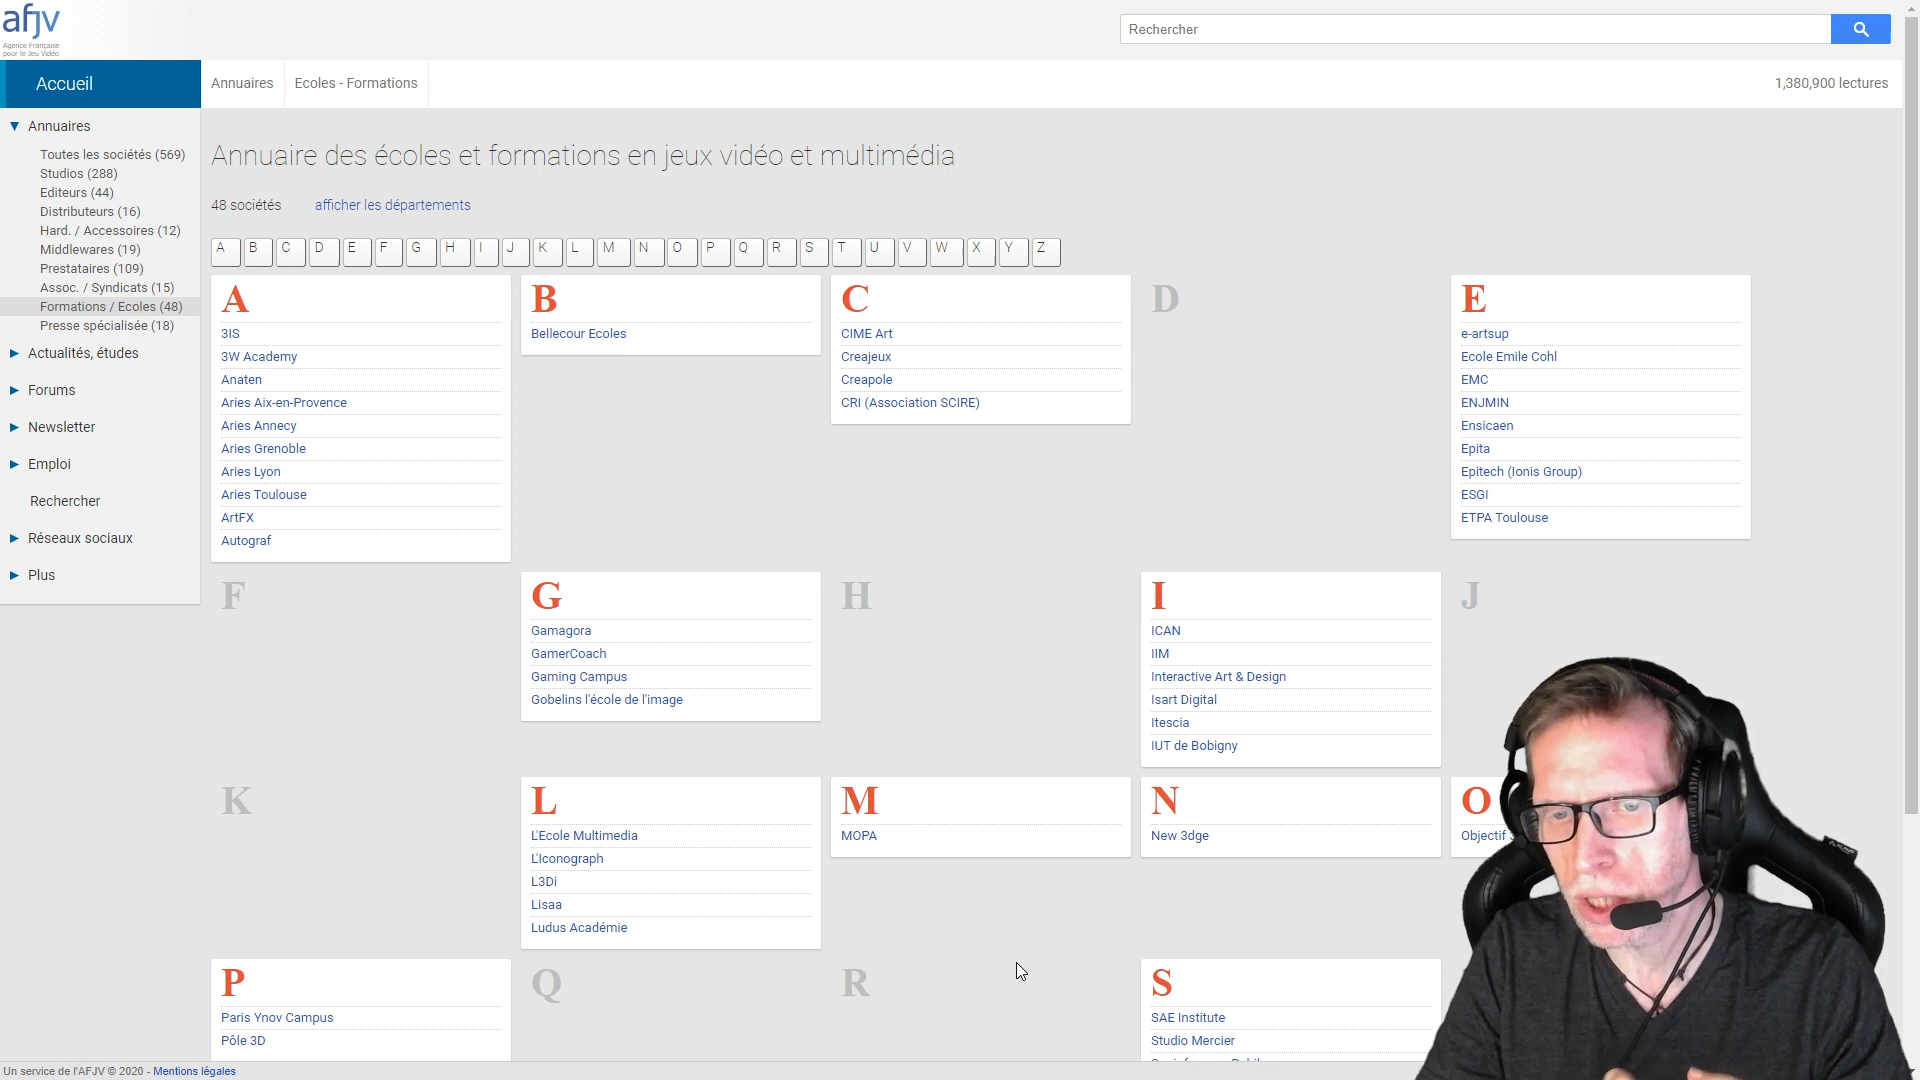 afjv
Agence Française
pour le Jeu Vidéo
Rechercher
Accueil
Annuaires
Ecoles - Formations
1,380,900 lectures
Annuaires
Toutes les sociétés (569)
Studios (288)
Editeurs (44)
Distributeurs (16)
Hard. / Accessoires (12)
Middlewares (19)
Prestataires (109)
Assoc. / Syndicats (15)
Formations / Ecoles (48)
Presse spécialisée (18)
Actualités, études
Forums
Newsletter
Emploi
Rechercher
Réseaux sociaux
Plus
Annuaire des écoles et formations en jeux vidéo et multimédia
48 sociétés
afficher les départements
A B C D E F G H I J K L M N O P Q R S T U V W X Y Z
A
3IS
3W Academy
Anaten
Aries Aix-en-Provence
Aries Annecy
Aries Grenoble
Aries Lyon
Aries Toulouse
ArtFX
Autograf
B
Bellecour Ecoles
C
CIME Art
Creajeux
Creapole
CRI (Association SCIRE)
D
E
e-artsup
Ecole Emile Cohl
EMC
ENJMIN
Ensicaen
Epita
Epitech (Ionis Group)
ESGI
ETPA Toulouse
F
G
Gamagora
GamerCoach
Gaming Campus
Gobelins l'école de l'image
H
I
ICAN
IIM
Interactive Art & Design
Isart Digital
Itescia
IUT de Bobigny
J
K
L
L'Ecole Multimedia
L'Iconograph
L3Di
Lisaa
Ludus Académie
M
MOPA
N
New 3dge
O
Objectif
P
Paris Ynov Campus
Pôle 3D
Q
R
S
SAE Institute
Studio Mercier
Un service de l'AFJV © 2020 - Mentions légales